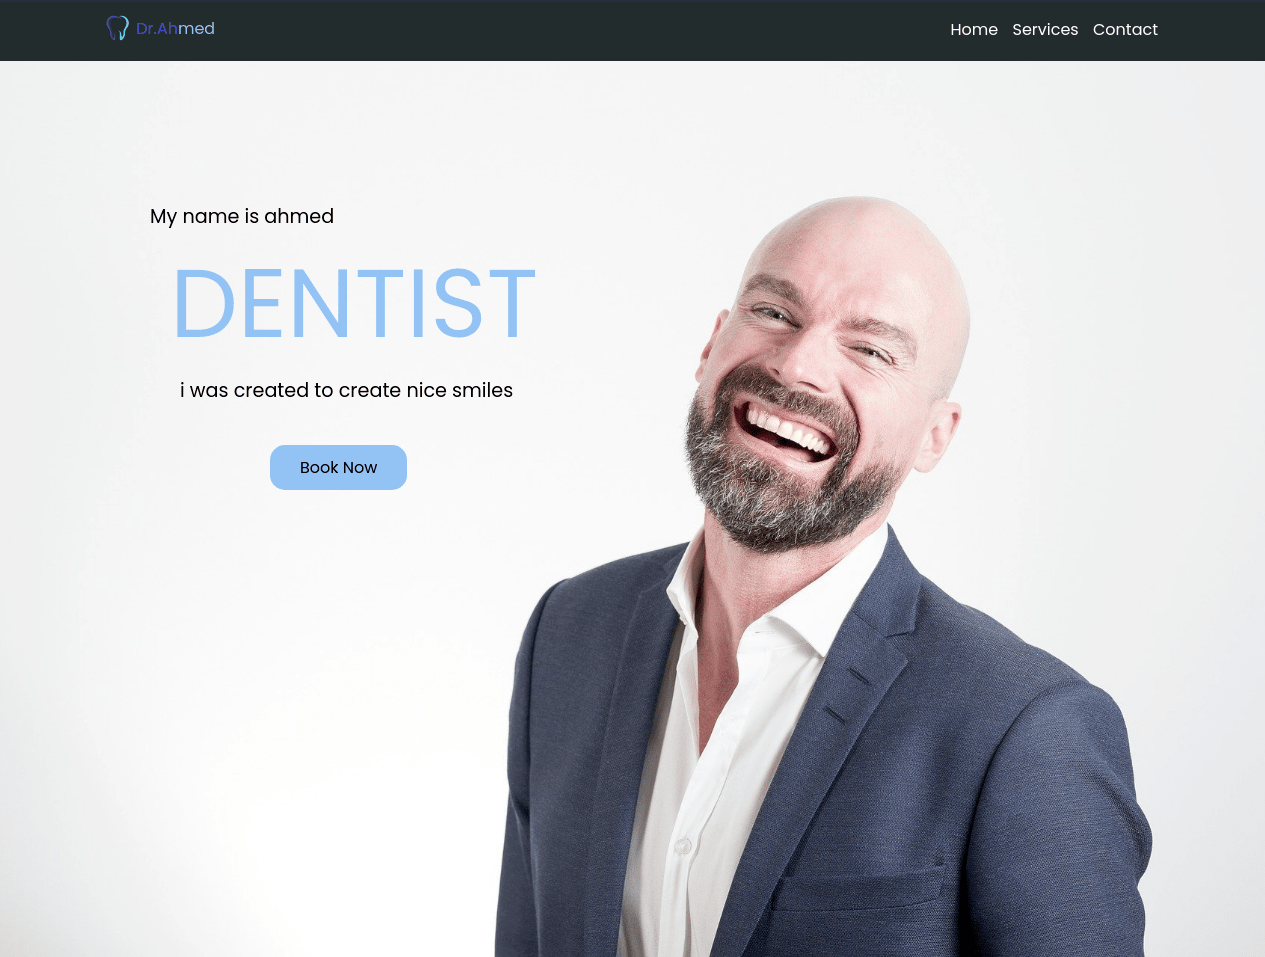 Dr.Ahmed
Home Services Contact
My name is ahmed
DENTIST
i was created to create nice smiles
Book Now